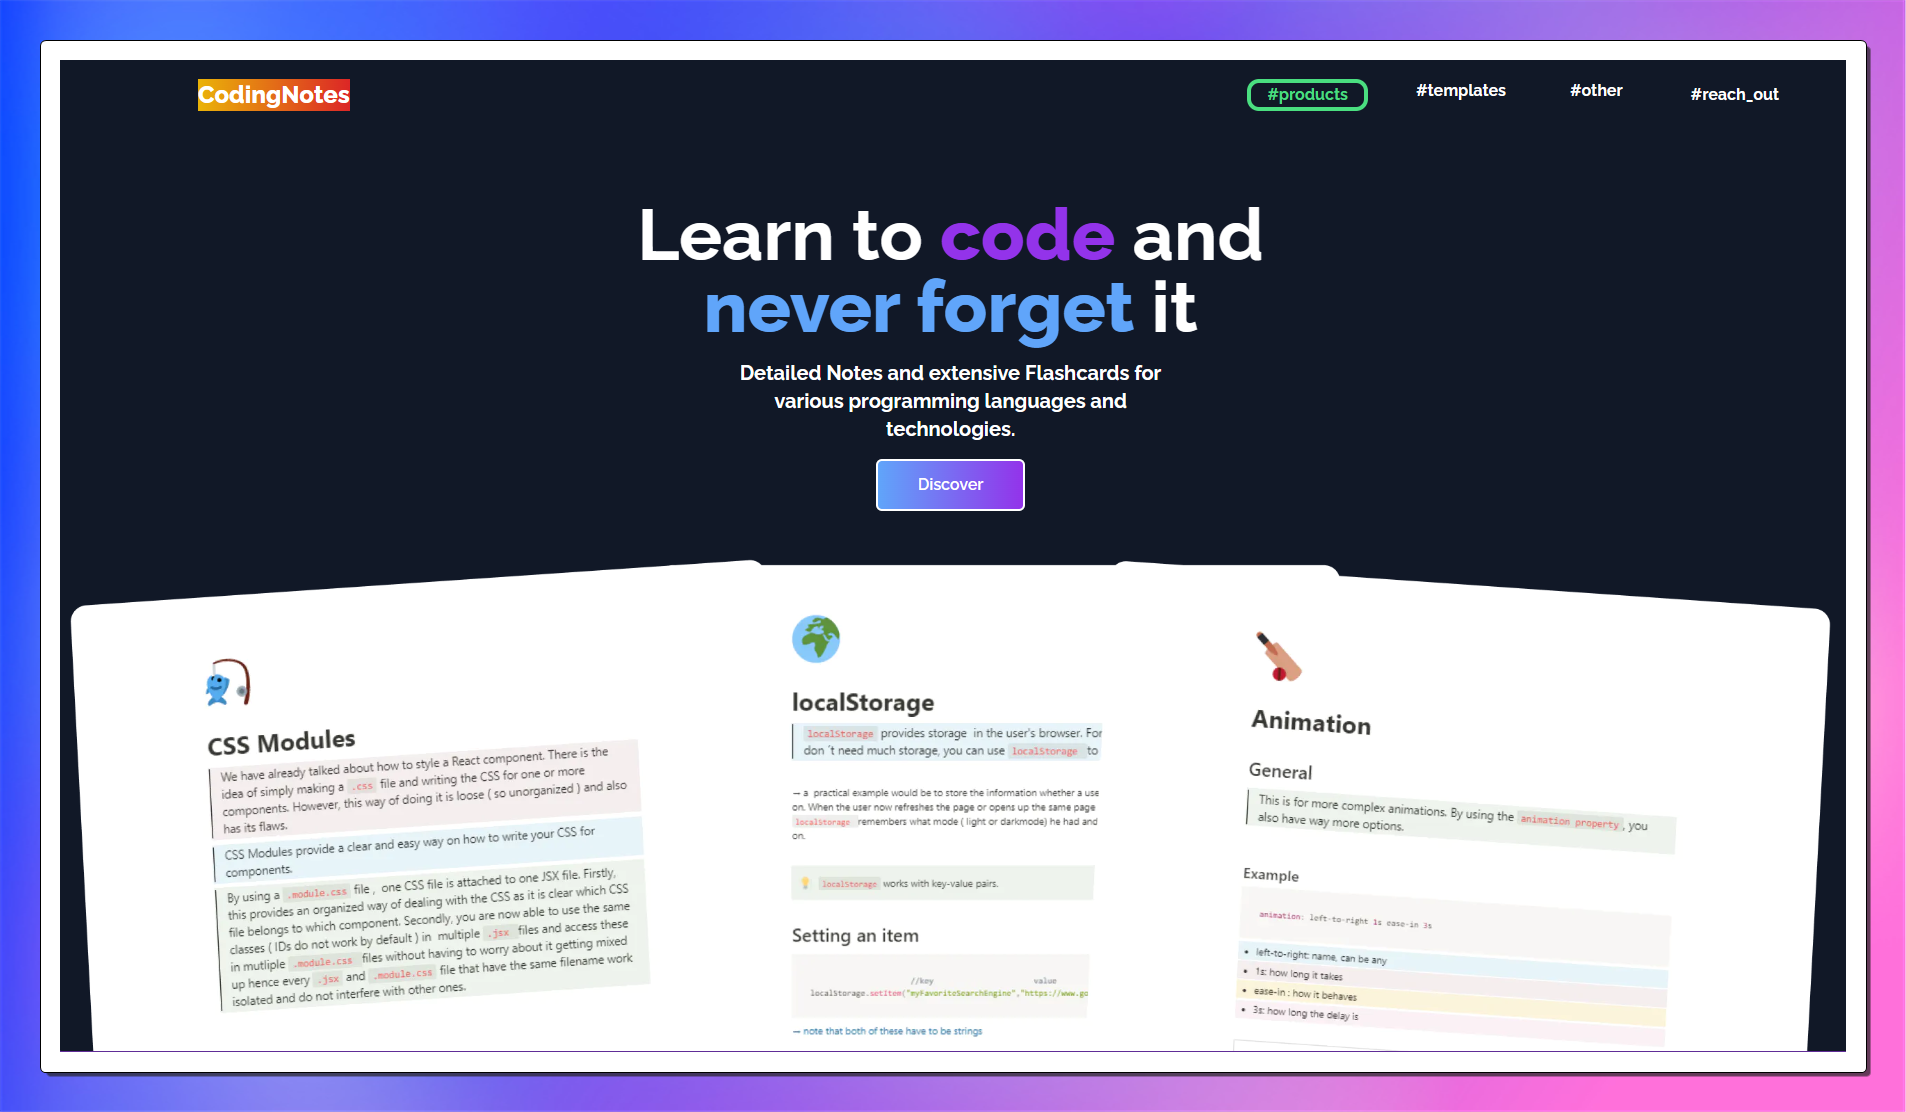 CodingNotes
#products
#templates
#other
#reach_out
Learn to code and
never forget it
Detailed Notes and extensive Flashcards for
various programming languages and
technologies.
Discover
CSS Modules
We have already talked about how to style a React component. There is the
idea of simply making a .css file and writing the CSS for one or more
components. However, this way of doing it is loose ( so unorganized ) and also
has its flaws.
CSS Modules provide a clear and easy way on how to write your CSS for
components.
By using a .module.css file , one CSS file is attached to one JSX file. Firstly,
this provides an organized way of dealing with the CSS as it is clear which CSS
file belongs to which component. Secondly, you are now able to use the same
classes ( IDs do not work by default ) in multiple .jsx files and access these
in mutliple .module.css files without having to worry about it getting mixed
up hence every .jsx and .module.css file that have the same filename work
isolated and do not interfere with other ones.
localStorage
localStorage provides storage in the user's browser. For
don´t need much storage, you can use localStorage to
— a practical example would be to store the information whether a use
on. When the user now refreshes the page or opens up the same page
localStorage remembers what mode ( light or darkmode) he had and
on.
localStorage works with key-value pairs.
Setting an item
//key value
localStorage.setItem("myFavoriteSearchEngine","https://www.go
— note that both of these have to be strings
Animation
General
This is for more complex animations. By using the animation property, you
also have way more options.
Example
animation: left-to-right 1s ease-in 3s
• left-to-right: name, can be any
• 1s: how long it takes
• ease-in : how it behaves
• 3s: how long the delay is